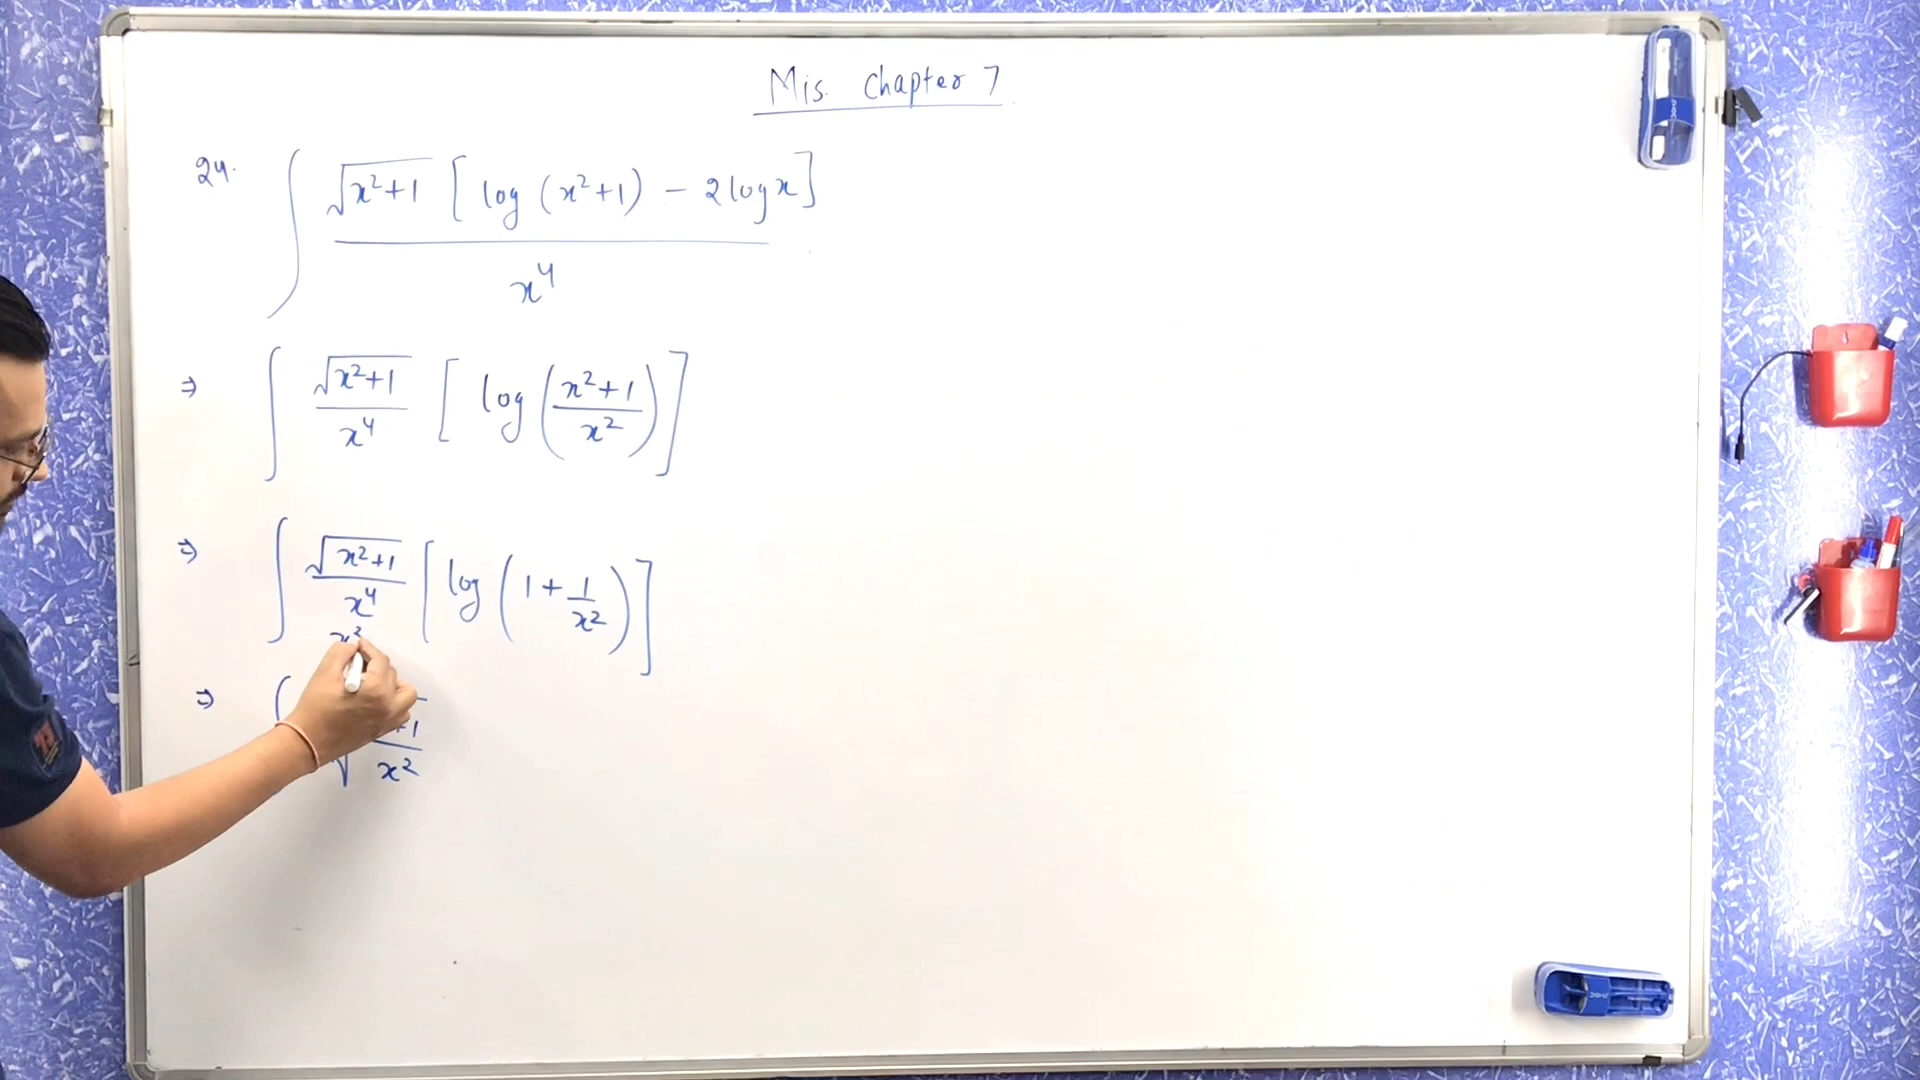 Mis. Chapter 7
24. ∫ √(x²+1) [log (x²+1) − 2 log x] / x⁴
⇒ ∫ √(x²+1) / x⁴ [ log ( (x²+1) / x² ) ]
⇒ ∫ √(x²+1) / x⁴ [ log ( 1 + 1/x² ) ]
x³
⇒ ∫ √ +1 / x²